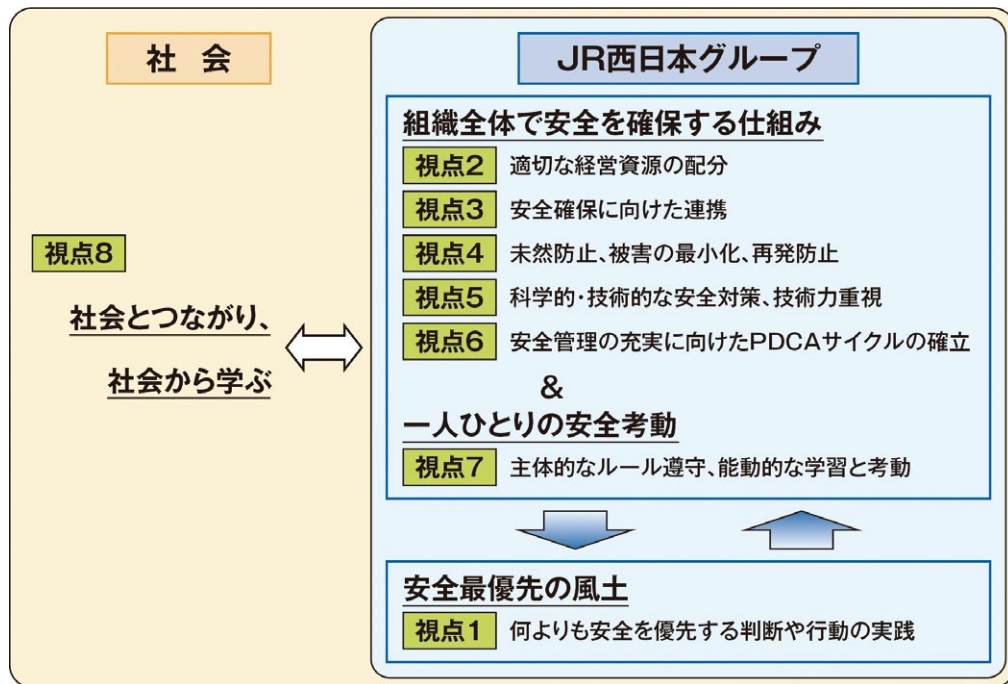 社会
視点8
社会とつながり、
社会から学ぶ
JR西日本グループ
組織全体で安全を確保する仕組み
視点2 適切な経営資源の配分
視点3 安全確保に向けた連携
視点4 未然防止、被害の最小化、再発防止
視点5 科学的・技術的な安全対策、技術力重視
視点6 安全管理の充実に向けたPDCAサイクルの確立
&
一人ひとりの安全考動
視点7 主体的なルール遵守、能動的な学習と考動
安全最優先の風土
視点1 何よりも安全を優先する判断や行動の実践